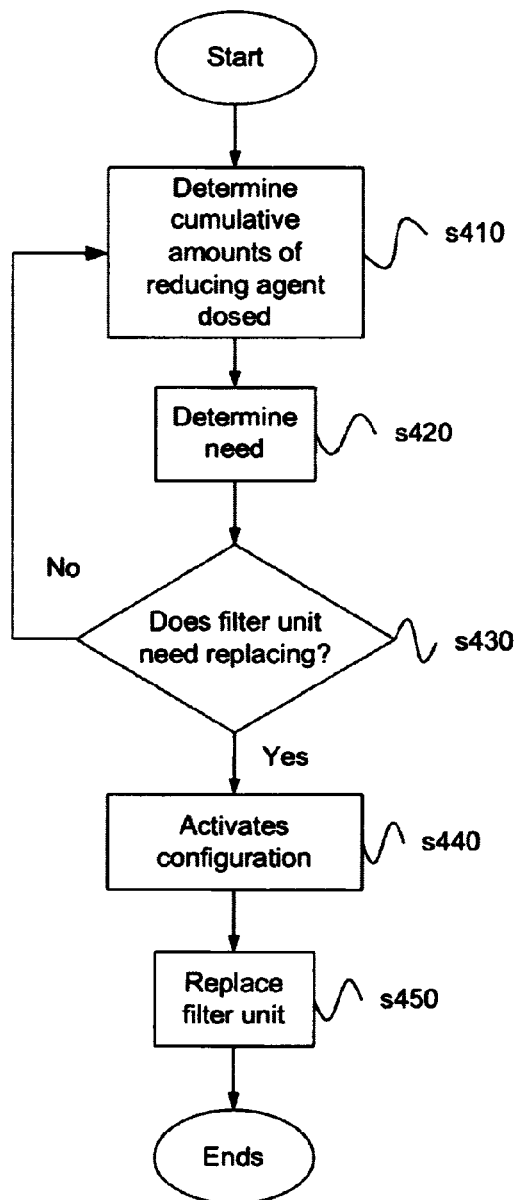 Start
Determine
cumulative
amounts of
reducing agent
dosed
s410
Determine
need
s420
No
Does filter unit
need replacing?
s430
Yes
Activates
configuration
s440
Replace
filter unit
s450
Ends